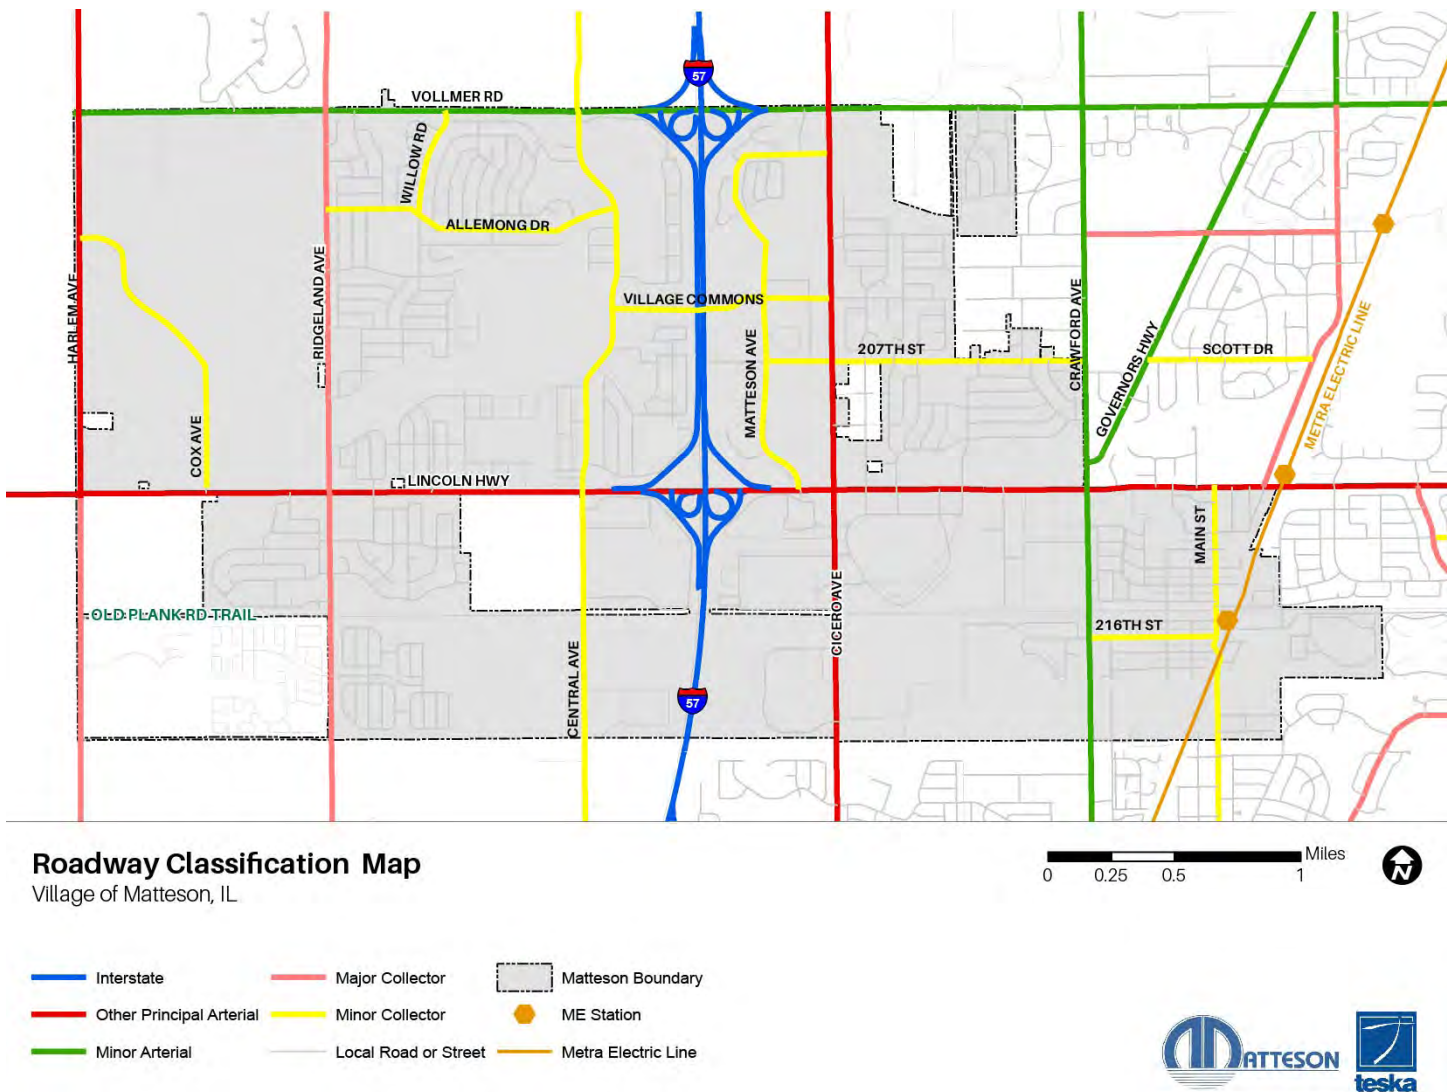 57
VOLLMER RD
WILLOW RD
ALLEMONG DR
HARLEM AVE
RIDGELAND AVE
VILLAGE COMMONS
MATTESON AVE
207TH ST
CRAWFORD AVE
GOVERNORS HWY
SCOTT DR
METRA ELECTRIC LINE
COX AVE
LINCOLN HWY
MAIN ST
OLD PLANK RD TRAIL
CENTRAL AVE
CICERO AVE
216TH ST
57
Roadway Classification Map
Village of Matteson, IL
Miles
0 0.25 0.5 1
N
Interstate
Major Collector
Matteson Boundary
Other Principal Arterial
Minor Collector
ME Station
Minor Arterial
Local Road or Street
Metra Electric Line
MATTESON
teska